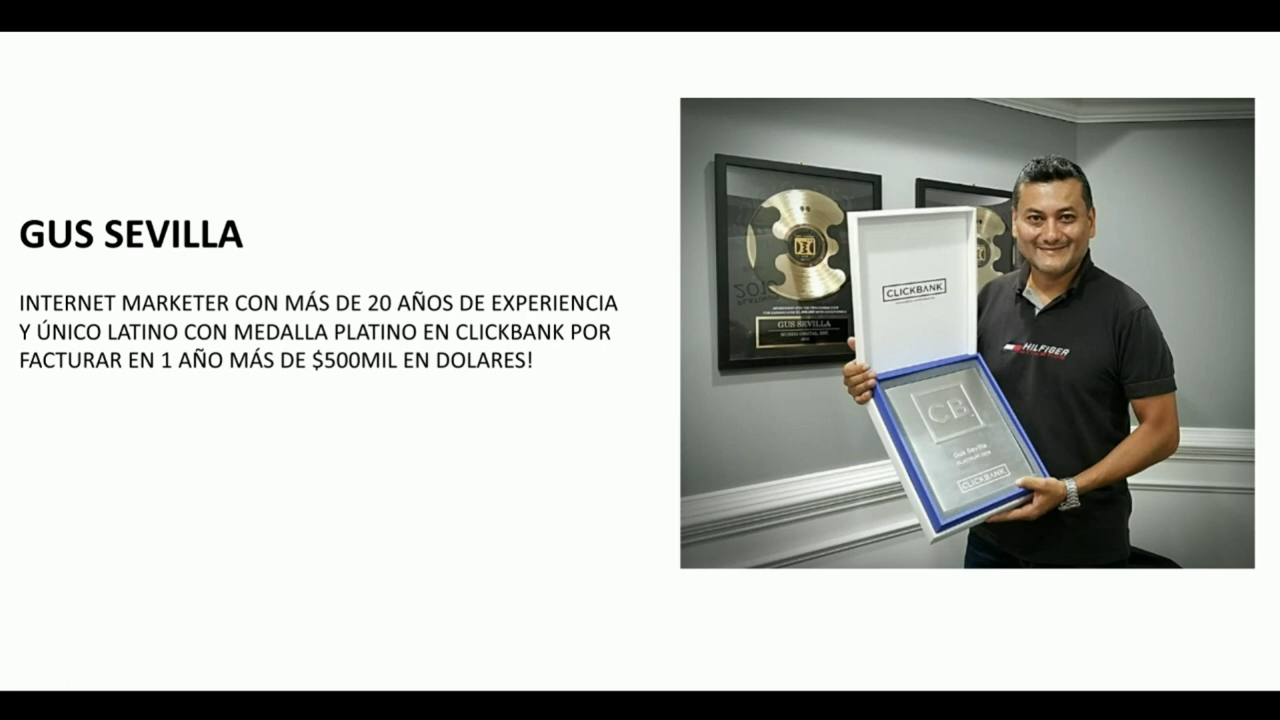 GUS SEVILLA
INTERNET MARKETER CON MÁS DE 20 AÑOS DE EXPERIENCIA
Y ÚNICO LATINO CON MEDALLA PLATINO EN CLICKBANK POR
FACTURAR EN 1 AÑO MÁS DE $500MIL EN DOLARES!
GUS SEVILLA
CLICKBANK
HILFIGER
CB.
Gus Sevilla
CLICKBANK